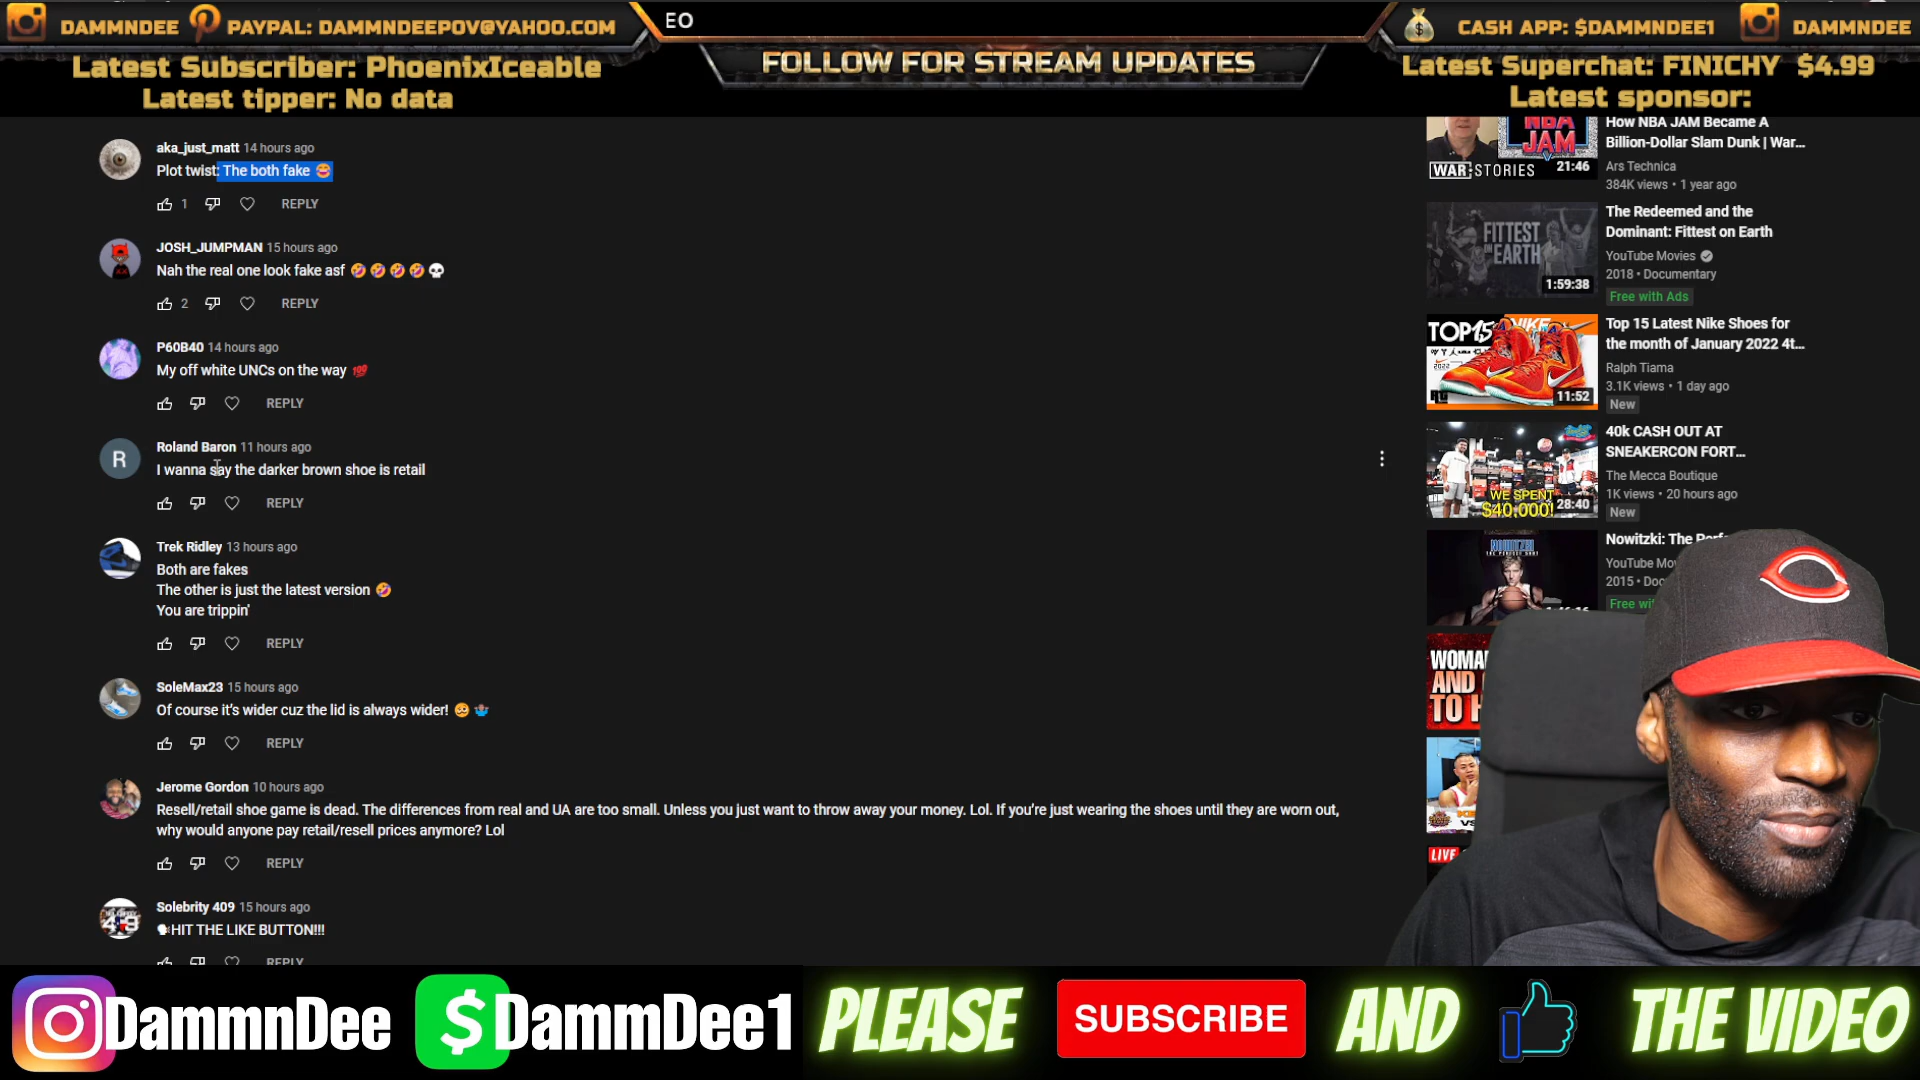 DAMMNDEE
PAYPAL: DAMMNDEEPOV@YAHOO.COM
EO
CASH APP: $DAMMNDEE1
DAMMNDEE
Latest Subscriber: PhoenixIceable
Latest tipper: No data
FOLLOW FOR STREAM UPDATES
Latest Superchat: FINICHY $4.99
Latest sponsor:
aka_just_matt 14 hours ago
Plot twist: The both fake 😂
1 REPLY
JOSH_JUMPMAN 15 hours ago
Nah the real one look fake asf 🤣🤣🤣🤣💀
2 REPLY
P60B40 14 hours ago
My off white UNCs on the way 💯
REPLY
Roland Baron 11 hours ago
R
I wanna say the darker brown shoe is retail
REPLY
Trek Ridley 13 hours ago
Both are fakes
The other is just the latest version 🤣
You are trippin'
REPLY
SoleMax23 15 hours ago
Of course it's wider cuz the lid is always wider!
REPLY
Jerome Gordon 10 hours ago
Resell/retail shoe game is dead. The differences from real and UA are too small. Unless you just want to throw away your money. Lol. If you're just wearing the shoes until they are worn out,
why would anyone pay retail/resell prices anymore? Lol
REPLY
Solebrity 409 15 hours ago
🗣HIT THE LIKE BUTTON!!!
REPLY
NBA
JAM
WAR STORIES
21:46
How NBA JAM Became A
Billion-Dollar Slam Dunk | War...
Ars Technica
384K views • 1 year ago
FITTEST
ON
EARTH
1:59:38
The Redeemed and the
Dominant: Fittest on Earth
YouTube Movies
2018 • Documentary
Free with Ads
TOP 15
2022
11:52
Top 15 Latest Nike Shoes for
the month of January 2022 4t...
Ralph Tiama
3.1K views • 1 day ago
New
WE SPENT
$40,000!
28:40
40k CASH OUT AT
SNEAKERCON FORT...
The Mecca Boutique
1K views • 20 hours ago
New
NOWITZKI
Nowitzki: The
YouTube
2015 •
Free
AND
TO
LIVE
DammnDee
DammDee1
PLEASE
SUBSCRIBE
AND
THE VIDEO